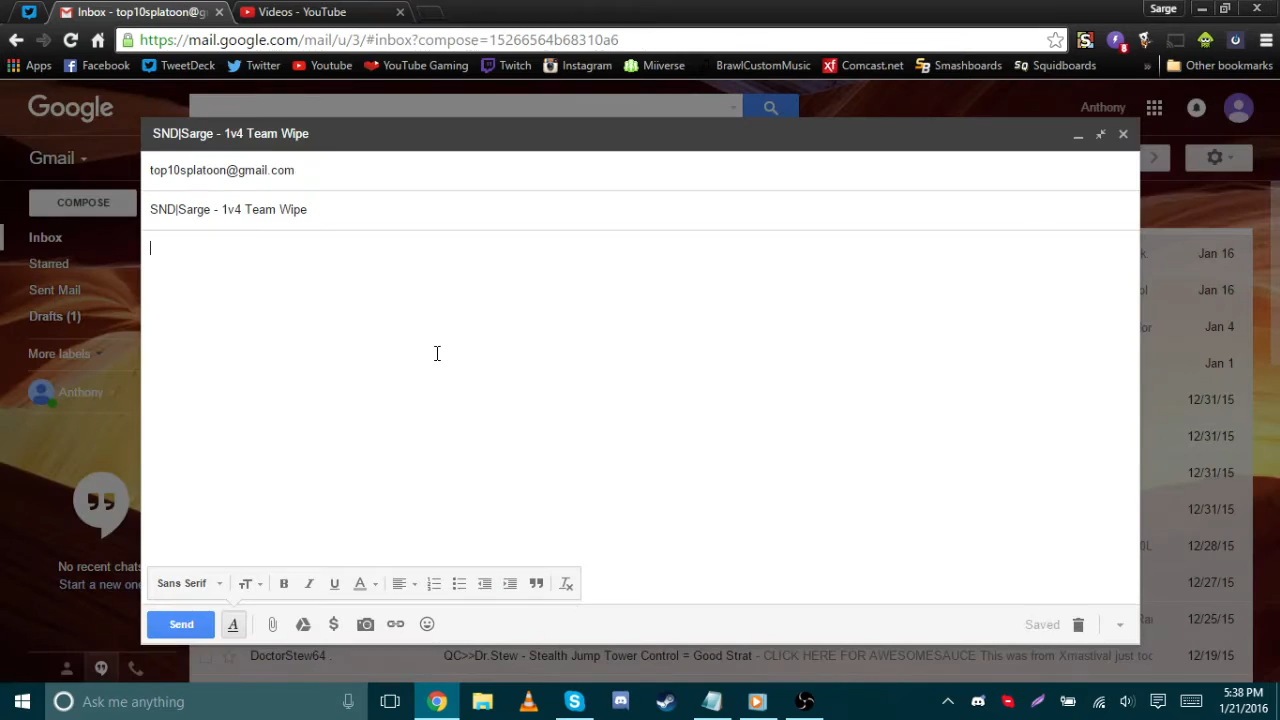 Inbox - top10splatoon@g
Videos - YouTube
Sarge
https://mail.google.com/mail/u/3/#inbox?compose=15266564b68310a6
8
Apps
Facebook
TweetDeck
Twitter
Youtube
YouTube Gaming
Twitch
Instagram
Miiverse
BrawlCustomMusic
Comcast.net
Smashboards
Squidboards
»
Other bookmarks
Google
Anthony
SND|Sarge - 1v4 Team Wipe
Gmail
top10splatoon@gmail.com
COMPOSE
SND|Sarge - 1v4 Team Wipe
Inbox
Starred
Sent Mail
Drafts (1)
More labels
Anthony
Jan 16
Jan 16
Jan 4
Jan 1
12/31/15
12/31/15
12/31/15
12/31/15
12/28/15
12/27/15
12/25/15
12/19/15
No recent chats
Start a new one
Sans Serif
Send
Saved
DoctorStew64 .
QC>>Dr.Stew - Stealth Jump Tower Control = Good Strat - CLICK HERE FOR AWESOMESAUCE This was from Xmastival just toc
Ask me anything
5:38 PM
1/21/2016